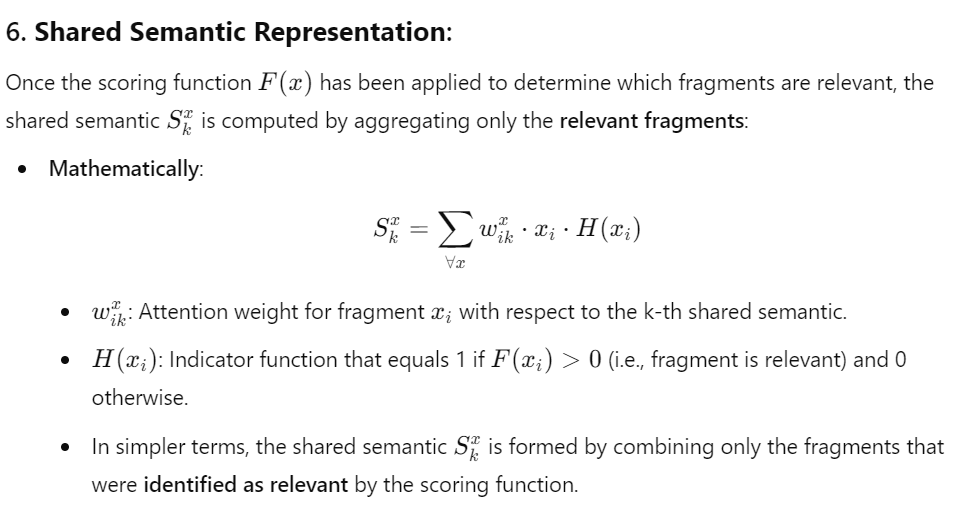 6. Shared Semantic Representation:
Once the scoring function F(x) has been applied to determine which fragments are relevant, the
shared semantic S_k^x is computed by aggregating only the relevant fragments:
• Mathematically:
S_k^x = ∑_{∀x} w_{ik}^x · x_i · H(x_i)
• w_{ik}^x: Attention weight for fragment x_i with respect to the k-th shared semantic.
• H(x_i): Indicator function that equals 1 if F(x_i) > 0 (i.e., fragment is relevant) and 0
otherwise.
• In simpler terms, the shared semantic S_k^x is formed by combining only the fragments that
were identified as relevant by the scoring function.